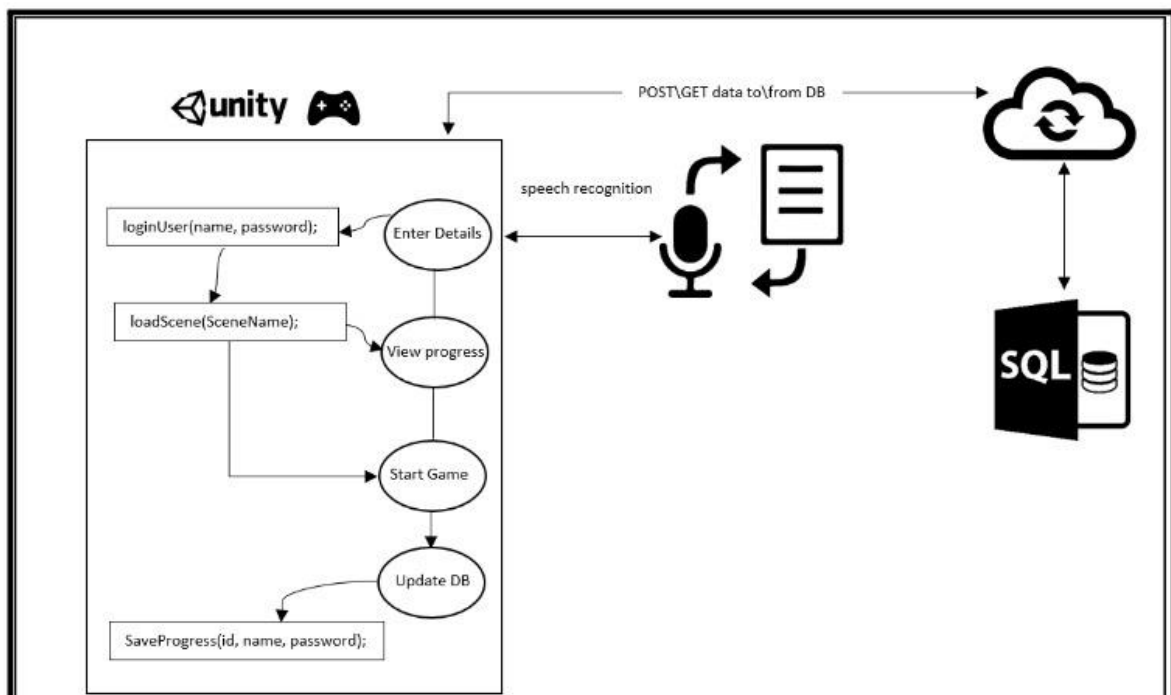 unity
POST\GET data to\from DB
speech recognition
loginUser(name, password);
Enter Details
loadScene(SceneName);
View progress
SQL
Start Game
Update DB
SaveProgress(id, name, password);